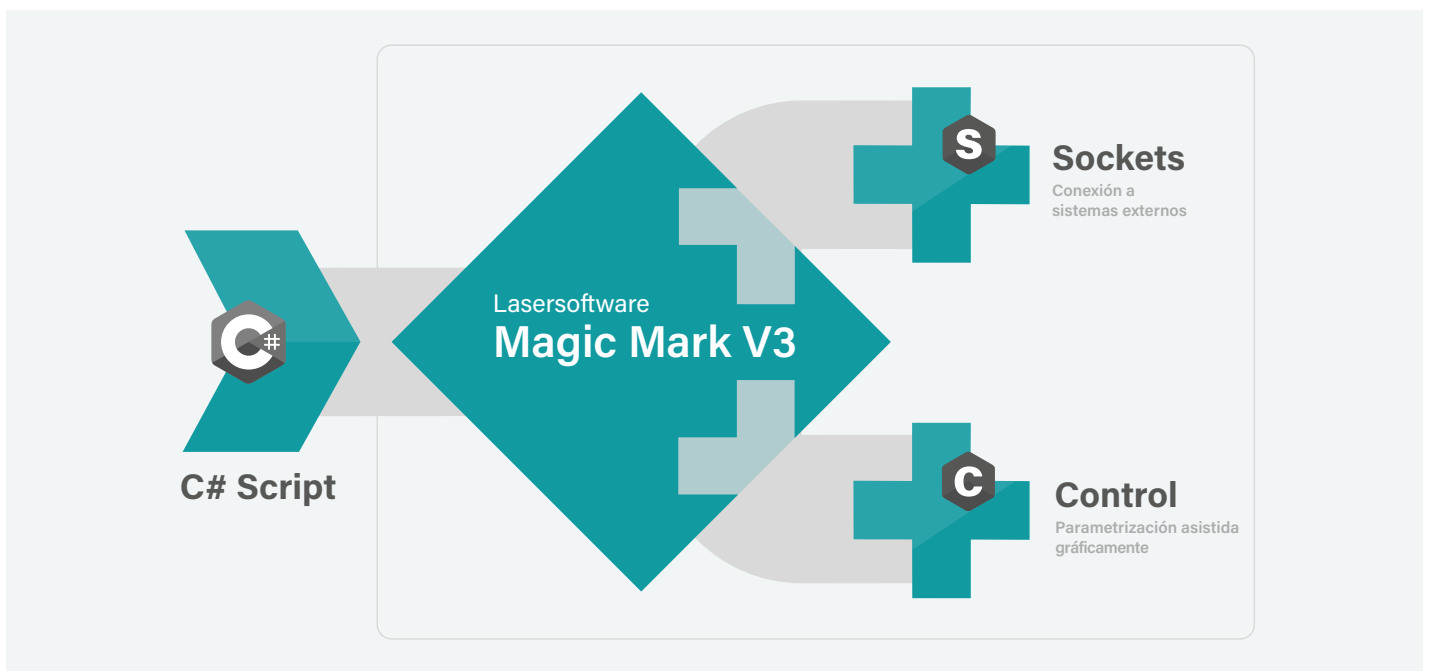 C#
C# Script
Lasersoftware
Magic Mark V3
S
Sockets
Conexión a
sistemas externos
C
Control
Parametrización asistida
gráficamente